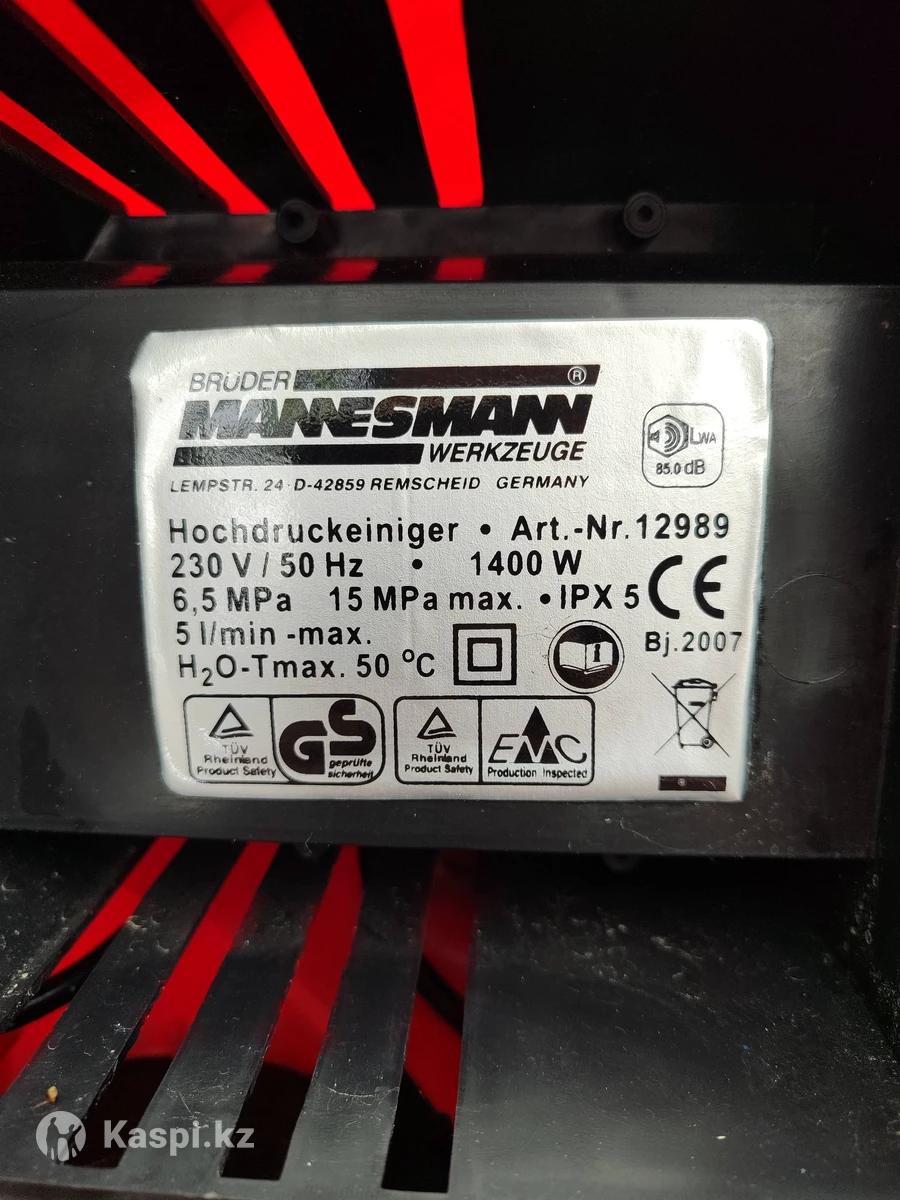 BRÜDER ®
MANNESMANN
WERKZEUGE
LEMPSTR. 24 · D-42859 REMSCHEID GERMANY
LWA
85.0 dB
Hochdruckeiniger • Art.-Nr.12989
230 V / 50 Hz • 1400 W
6,5 MPa 15 MPa max. • IPX 5 CE
5 l/min -max.
Bj.2007
H₂O-Tmax. 50 °C
TÜV
Rheinland
Product Safety
GS
geprüfte
sicherheit
TÜV
Rheinland
Product Safety
EMC
Production Inspected
Kaspi.kz